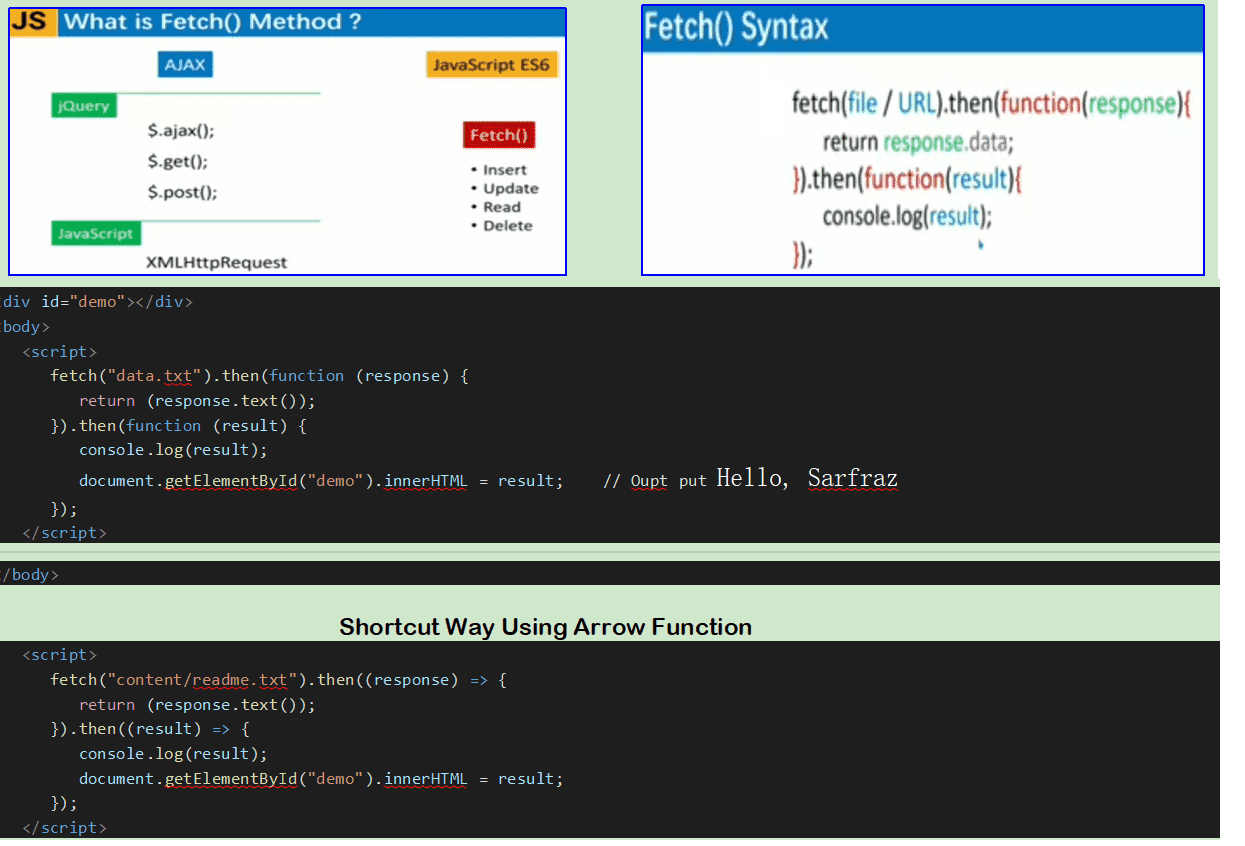 JS What is Fetch() Method ?
AJAX
JavaScript ES6
jQuery
$.ajax();
$.get();
$.post();
Fetch()
• Insert
• Update
• Read
• Delete
JavaScript
XMLHttpRequest
Fetch() Syntax
fetch(file / URL).then(function(response){
return response.data;
}).then(function(result){
console.log(result);
});
div id="demo"></div>
body>
<script>
fetch("data.txt").then(function (response) {
return (response.text());
}).then(function (result) {
console.log(result);
document.getElementById("demo").innerHTML = result; // Oupt put Hello, Sarfraz
});
</script>
/body>
Shortcut Way Using Arrow Function
<script>
fetch("content/readme.txt").then((response) => {
return (response.text());
}).then((result) => {
console.log(result);
document.getElementById("demo").innerHTML = result;
});
</script>